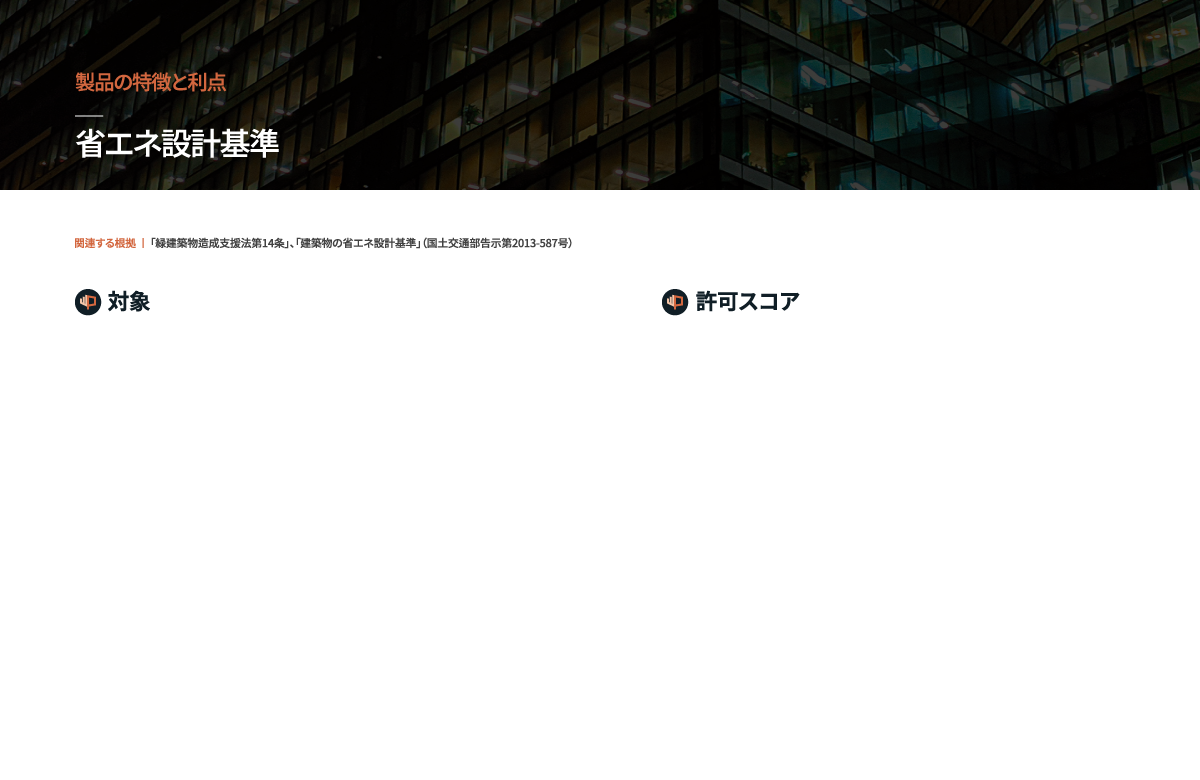 製品の特徴と利点
省エネ設計基準
関連する根拠 | 「緑建築物造成支援法第14条」、「建築物の省エネ設計基準」(国土交通部告示第2013-587号)
対象
許可スコア